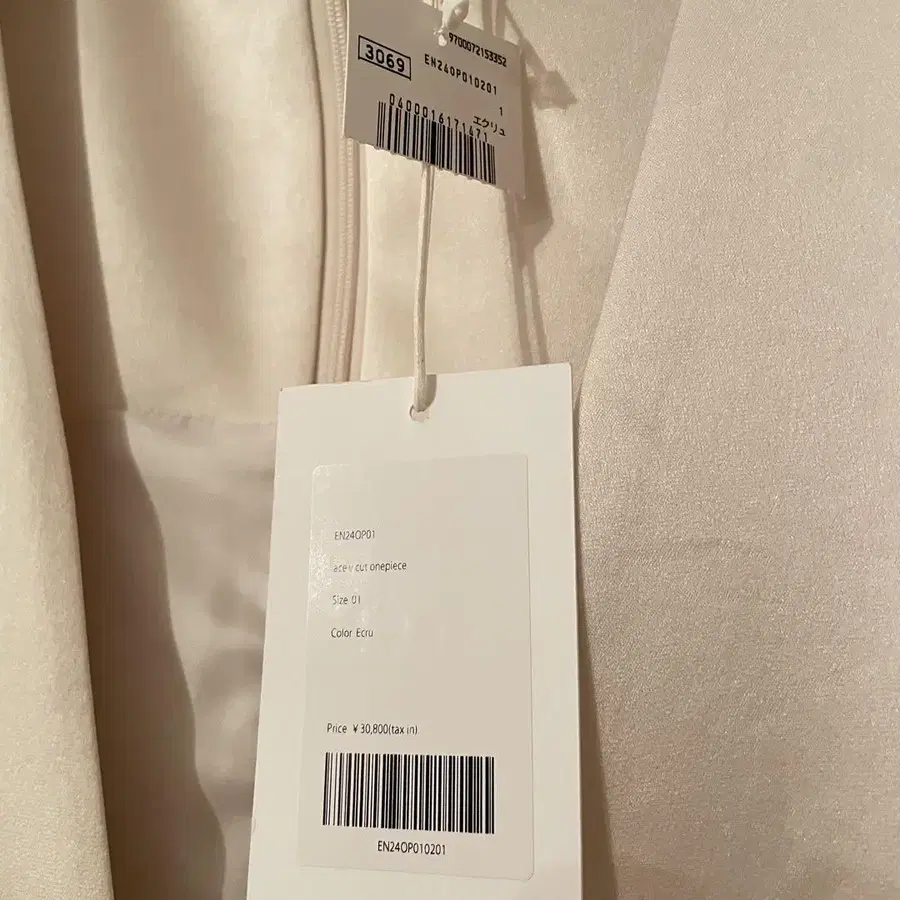 9700072153352
3069
EN240P010201
1
エクリュ
0400016171471
EN24OP01
ace v cut onepiece
Size 01
Color Ecru
Price ¥30,800(tax in)
EN24OP010201